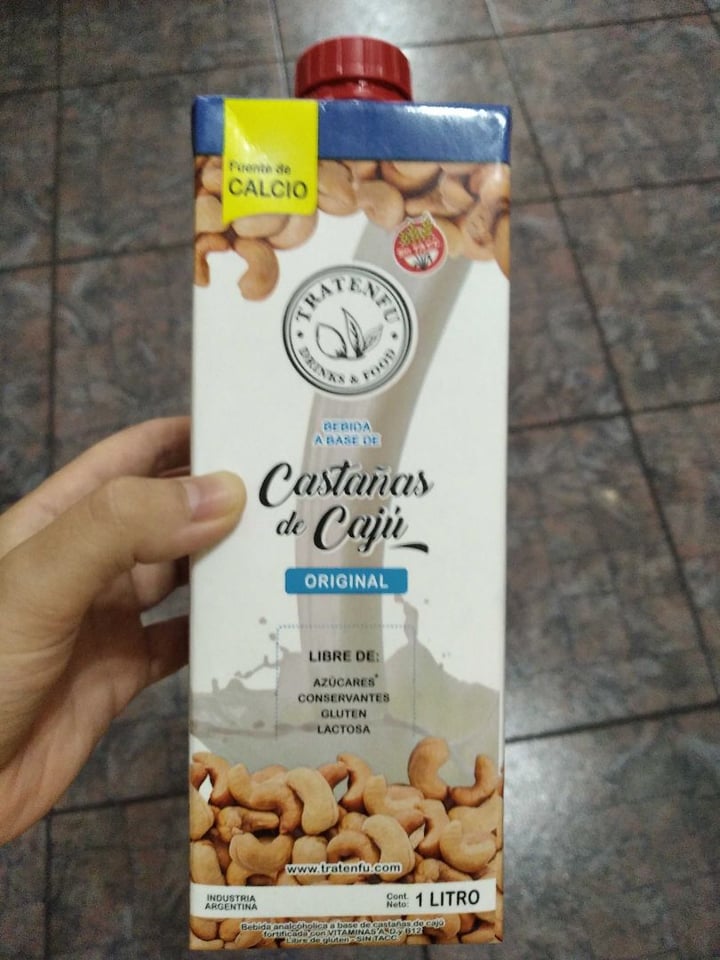 Fuente de
CALCIO
TRATENFU
DRINKS & FOOD
BEBIDA
A BASE DE
Castañas
de Cajú
ORIGINAL
LIBRE DE:
AZÚCARES*
CONSERVANTES
GLUTEN
LACTOSA
www.tratenfu.com
INDUSTRIA
ARGENTINA
Cont.
Neto: 1 LITRO
Bebida analcóholica a base de castañas de cajú
fortificada con VITAMINAS A, D y B12
Libre de gluten - SIN TACC.